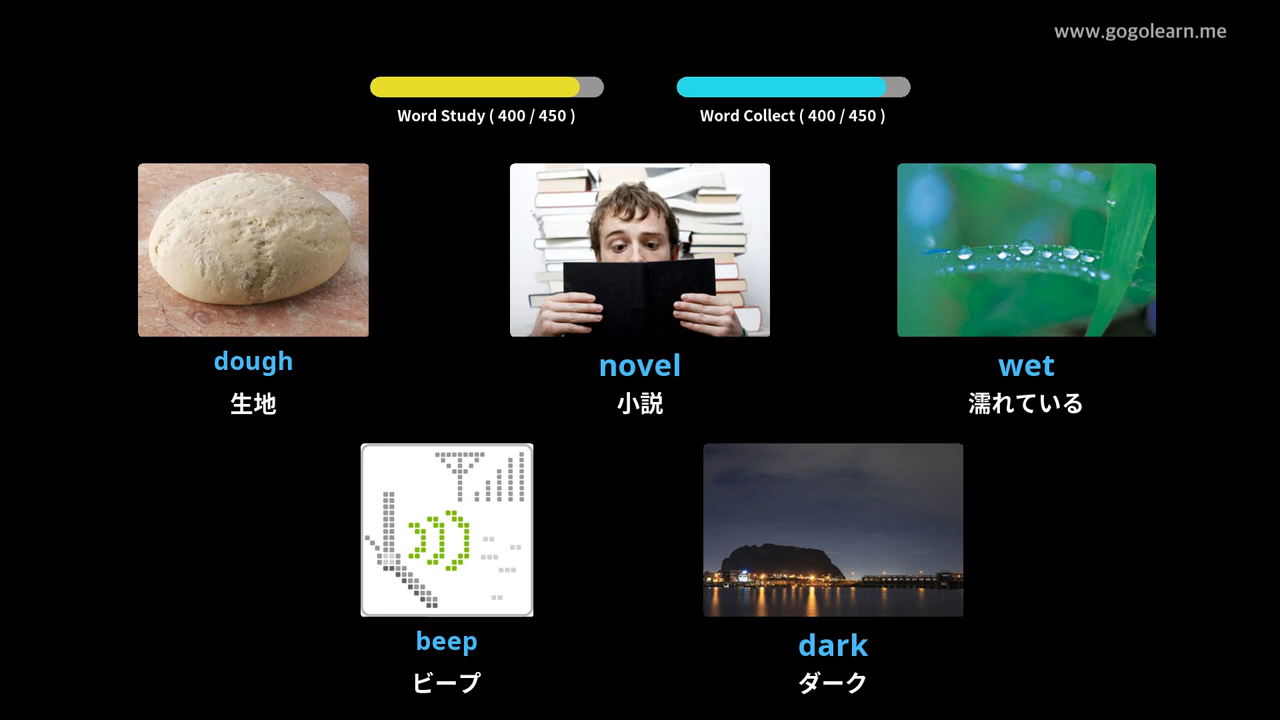 www.gogolearn.me
Word Study ( 400 / 450 )
Word Collect ( 400 / 450 )
dough
生地
novel
小説
wet
濡れている
beep
ビープ
dark
ダーク